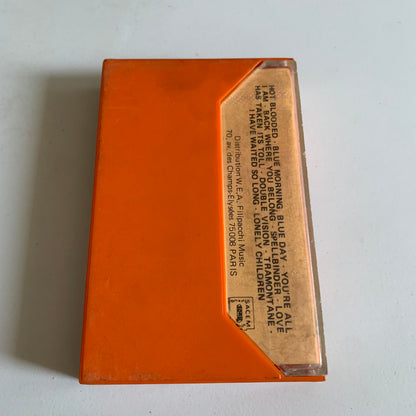 HOT BLOODED - BLUE MORNING, BLUE DAY - YOU'RE ALL
I AM - BACK WHERE YOU BELONG - SPELLBINDER - LOVE
HAS TAKEN ITS TOLL - DOUBLE VISION - TRAMONTANE -
I HAVE WAITED SO LONG - LONELY CHILDREN
Distribution W.E.A. Filipacchi Music
70, av. des Champs-Elysées 75008 PARIS
SACEM